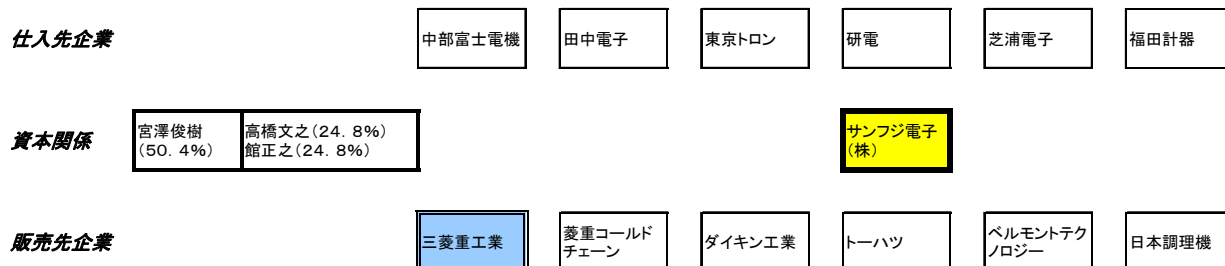 仕入先企業
中部富士電機
田中電子
東京トロン
研電
芝浦電子
福田計器
資本関係
宮澤俊樹
(50.4%)
高橋文之(24.8%)
館正之(24.8%)
サンフジ電子
(株)
販売先企業
三菱重工業
菱重コールド
チェーン
ダイキン工業
トーハツ
ベルモントテク
ノロジー
日本調理機